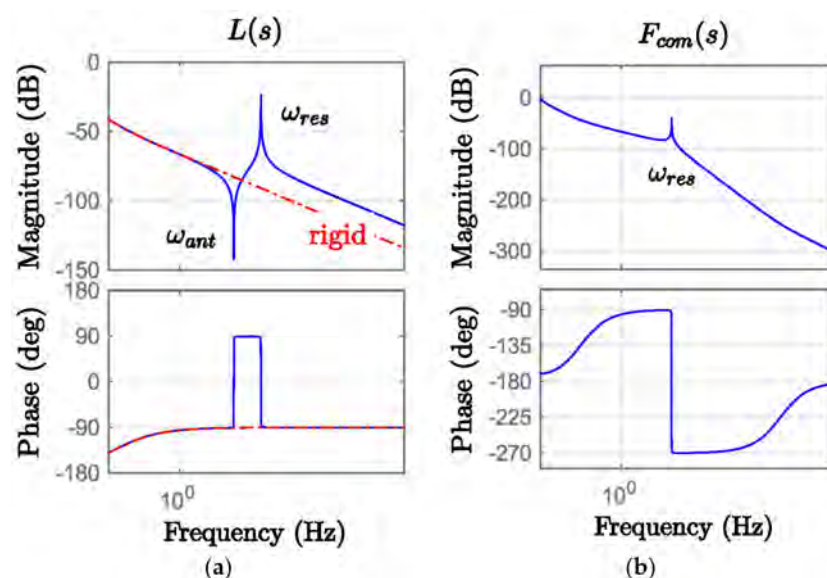 L(s)
Magnitude (dB)
0
-50
-100
-150
ω_res
ω_ant
rigid
Phase (deg)
180
90
0
-90
-180
10^0
Frequency (Hz)
(a)
F_com(s)
Magnitude (dB)
0
-100
-200
-300
ω_res
Phase (deg)
-90
-135
-180
-225
-270
10^0
Frequency (Hz)
(b)